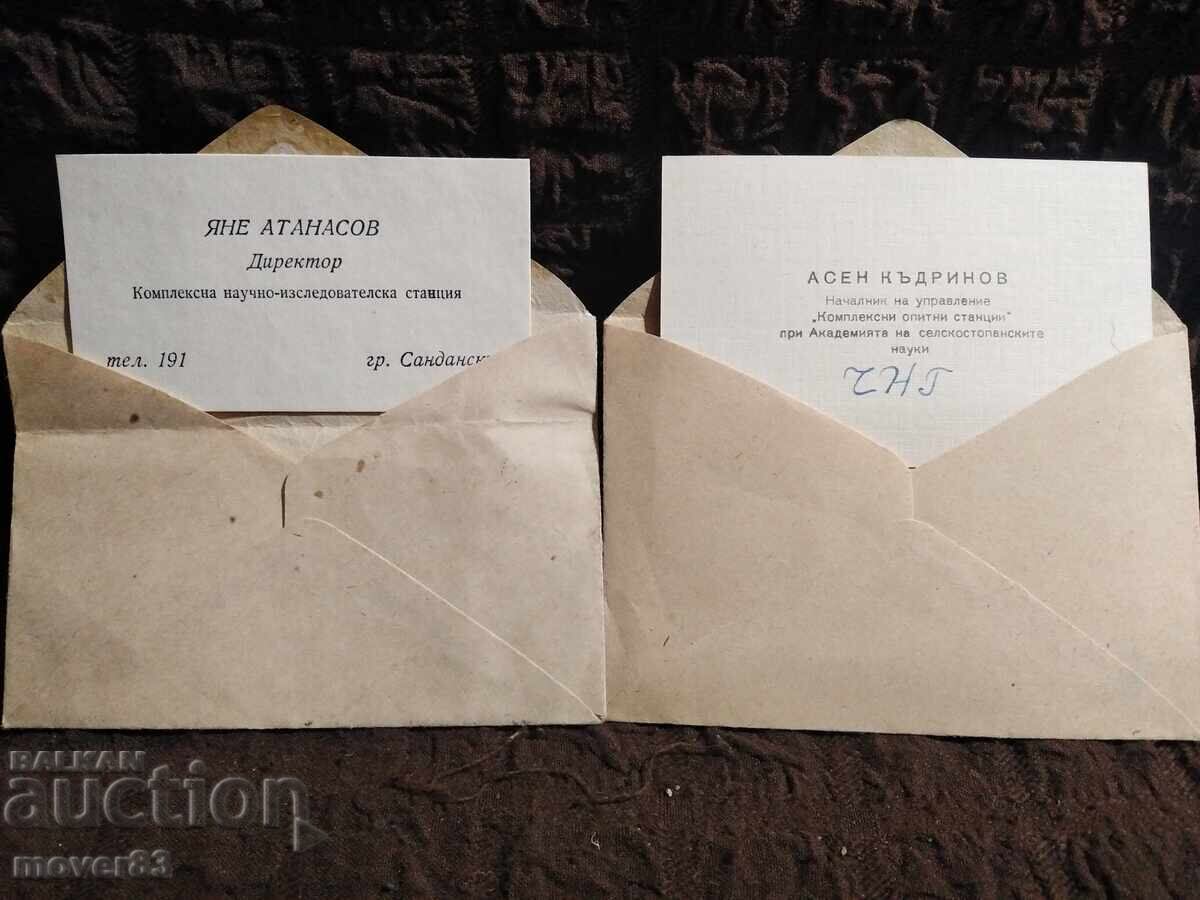 ЯНЕ АТАНАСОВ
Директор
Комплексна научно-изследователска станция
тел. 191 гр. Сандански
АСЕН КЪДРИНОВ
Началник на управление
„Комплексни опитни станции"
при Академията на селскостопанските
науки
ЧНГ
BALKAN
auction
mover83